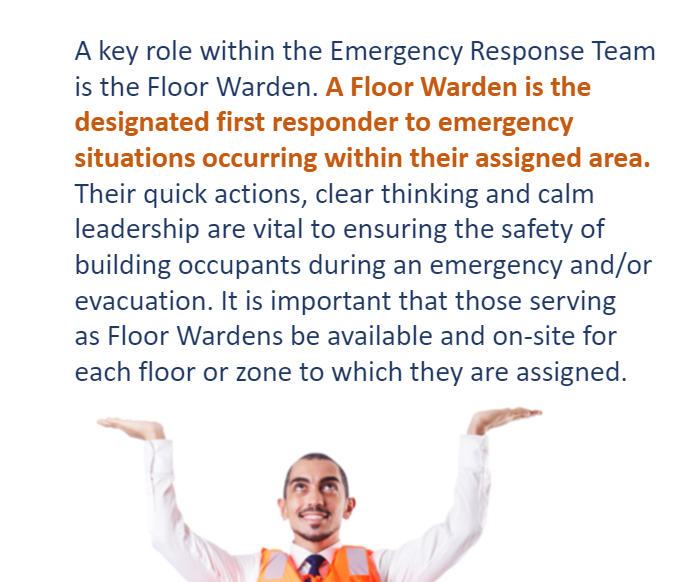 A key role within the Emergency Response Team
is the Floor Warden. A Floor Warden is the
designated first responder to emergency
situations occurring within their assigned area.
Their quick actions, clear thinking and calm
leadership are vital to ensuring the safety of
building occupants during an emergency and/or
evacuation. It is important that those serving
as Floor Wardens be available and on-site for
each floor or zone to which they are assigned.